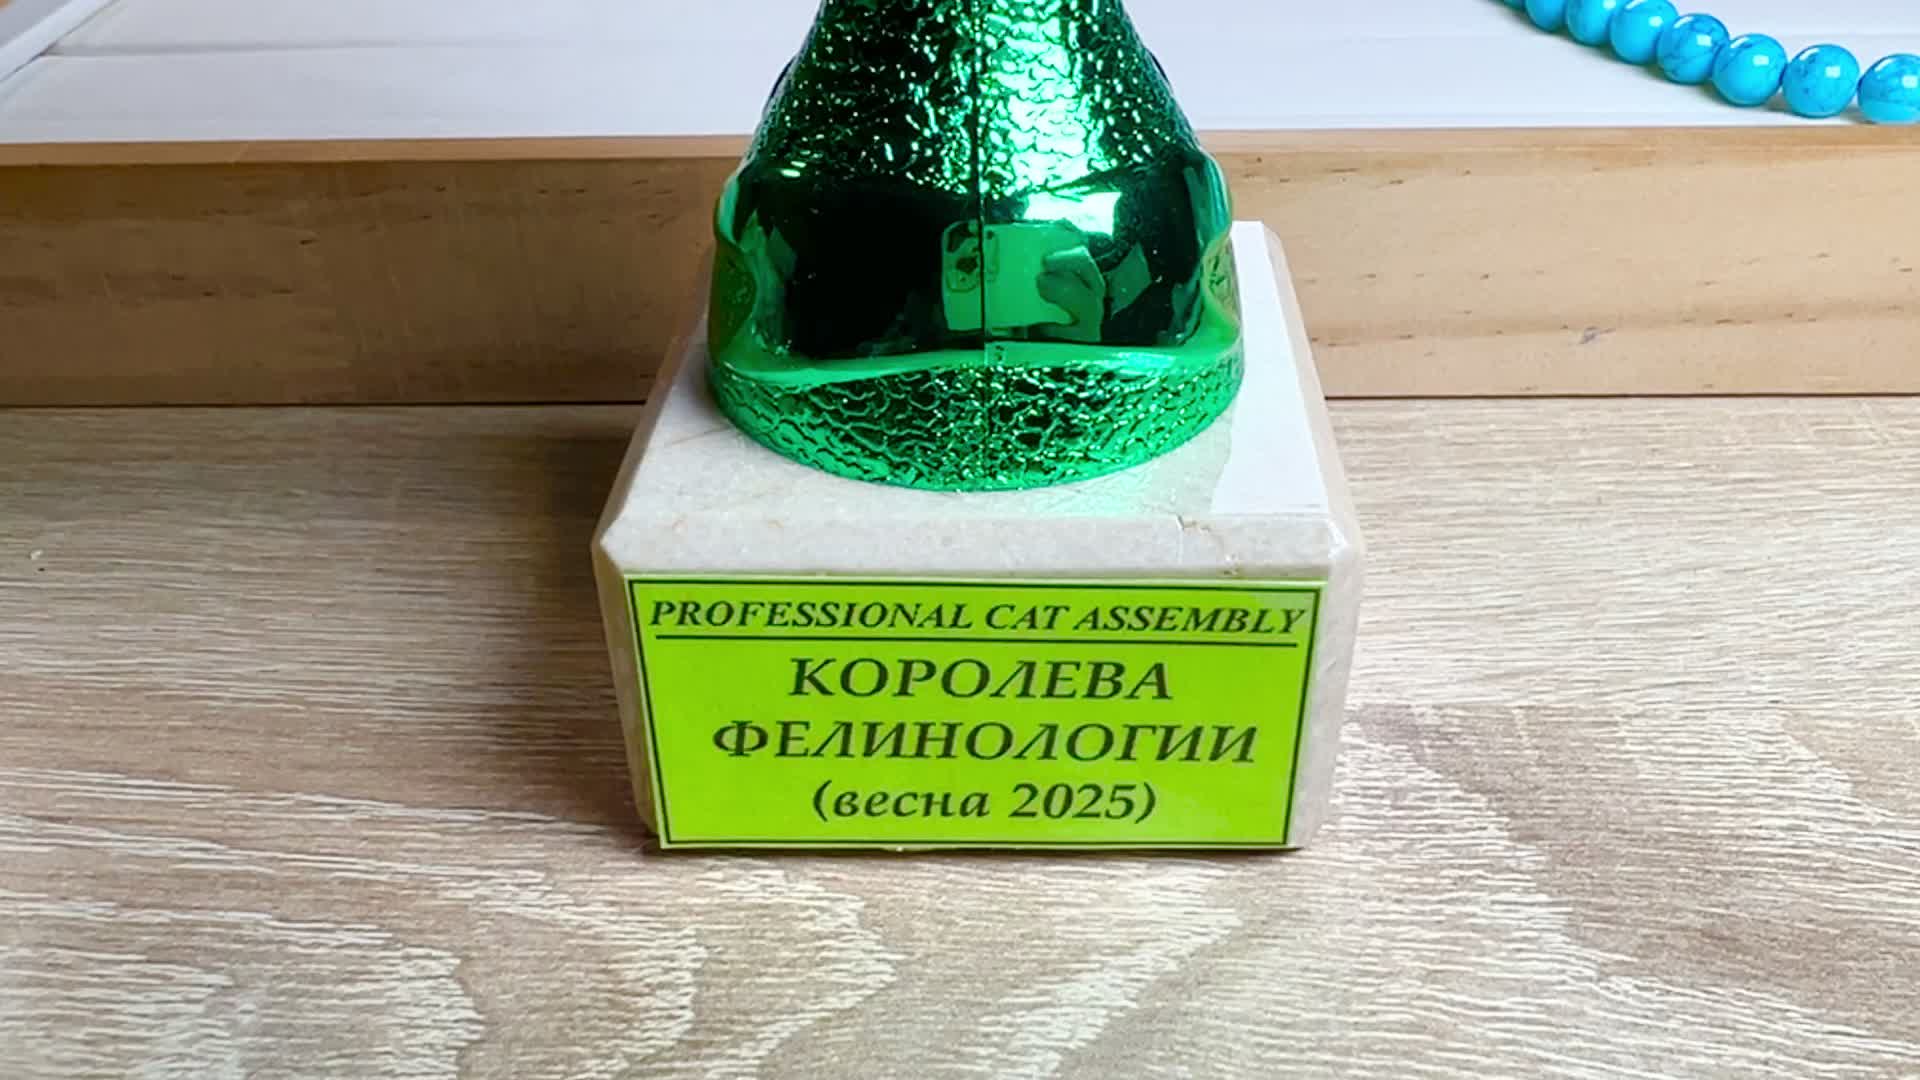 PROFESSIONAL CAT ASSEMBLY
КОРОЛЕВА
ФЕЛИНОЛОГИИ
(весна 2025)